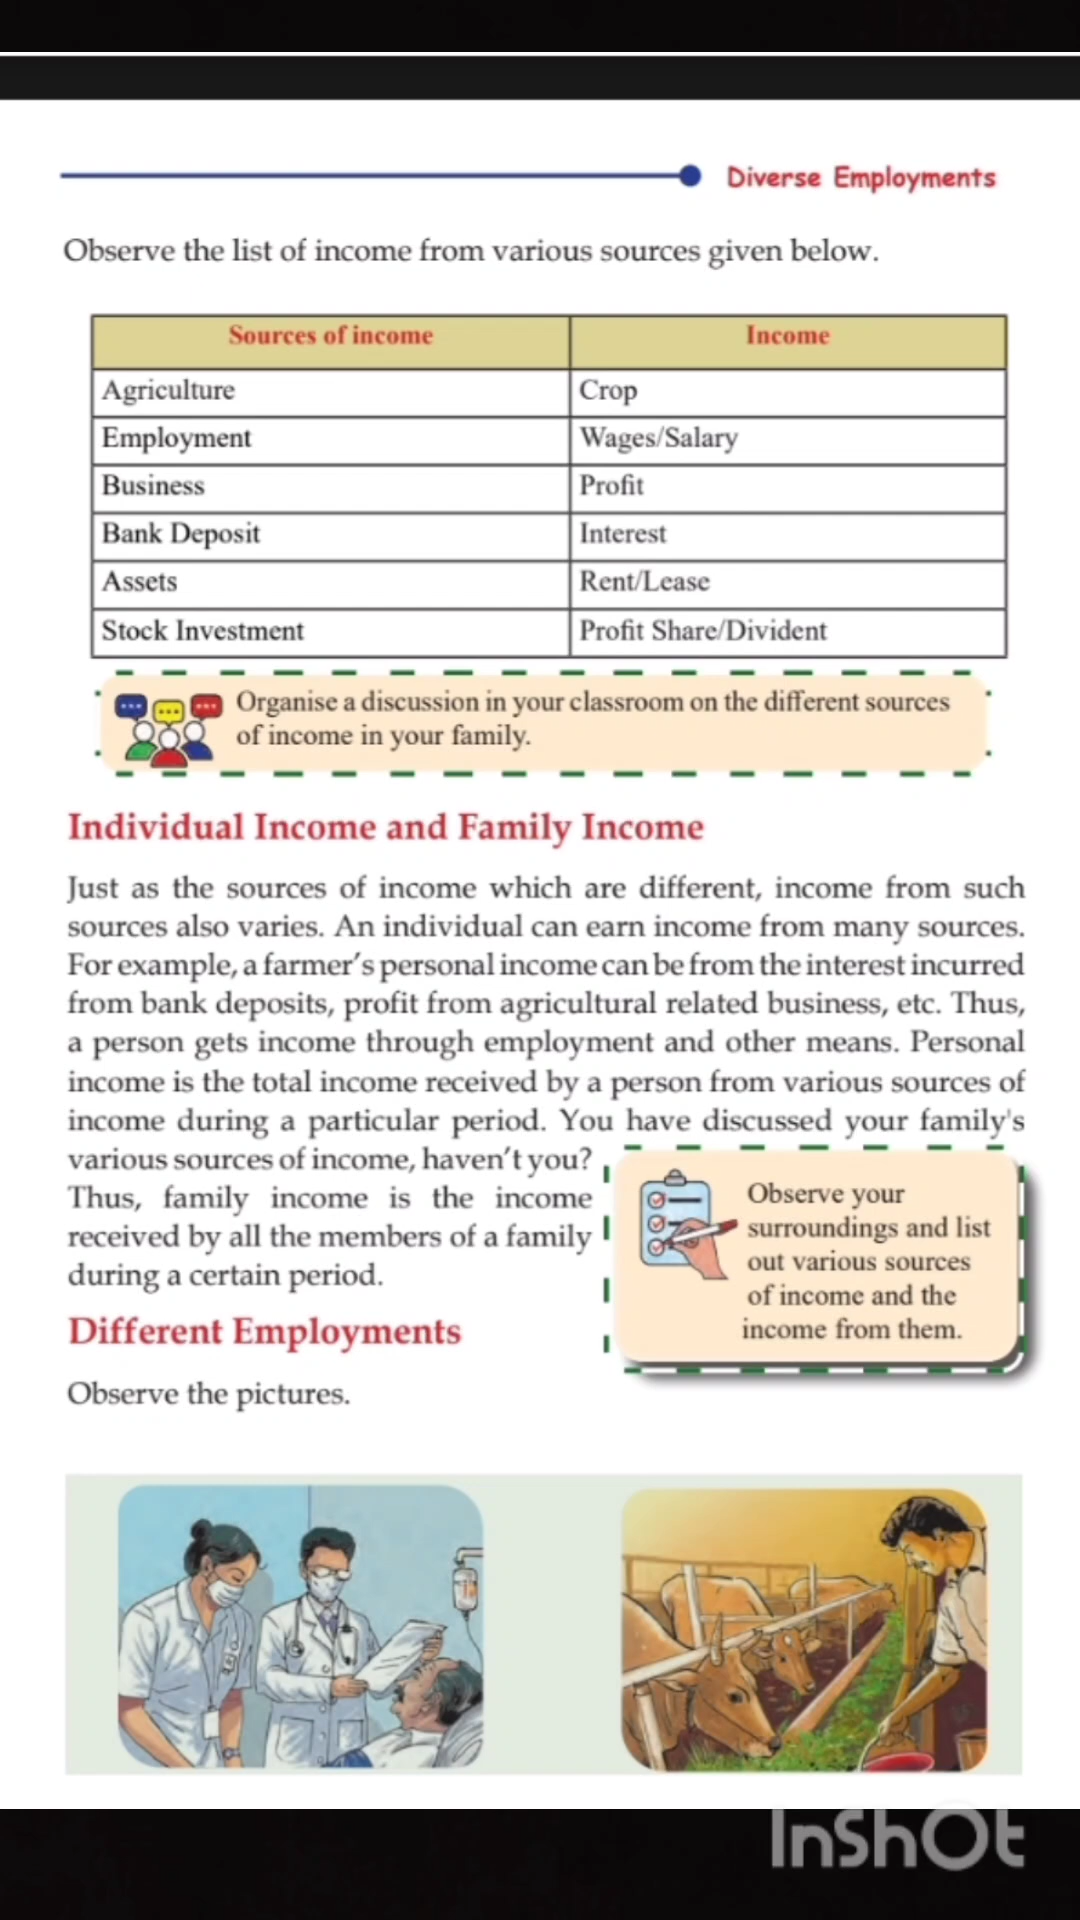 Diverse Employments
Observe the list of income from various sources given below.
Sources of income Income
Agriculture Crop
Employment Wages/Salary
Business Profit
Bank Deposit Interest
Assets Rent/Lease
Stock Investment Profit Share/Divident
Organise a discussion in your classroom on the different sources
of income in your family.
Individual Income and Family Income
Just as the sources of income which are different, income from such
sources also varies. An individual can earn income from many sources.
For example, a farmer's personal income can be from the interest incurred
from bank deposits, profit from agricultural related business, etc. Thus,
a person gets income through employment and other means. Personal
income is the total income received by a person from various sources of
income during a particular period. You have discussed your family's
various sources of income, haven't you?
Thus, family income is the income
received by all the members of a family
during a certain period.
Observe your
surroundings and list
out various sources
of income and the
income from them.
Different Employments
Observe the pictures.
InShOt